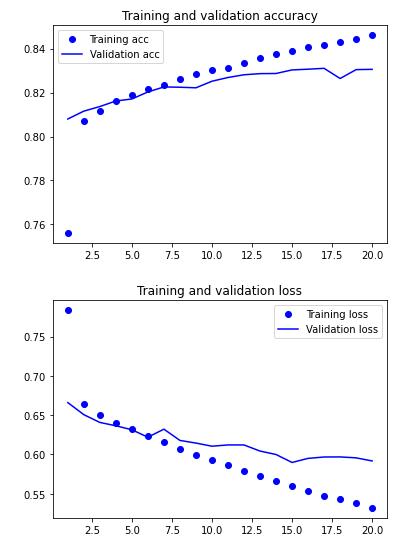 Training and validation accuracy
Training acc
Validation acc
0.84
0.82
0.80
0.78
0.76
2.5 5.0 7.5 10.0 12.5 15.0 17.5 20.0
Training and validation loss
Training loss
Validation loss
0.75
0.70
0.65
0.60
0.55
2.5 5.0 7.5 10.0 12.5 15.0 17.5 20.0